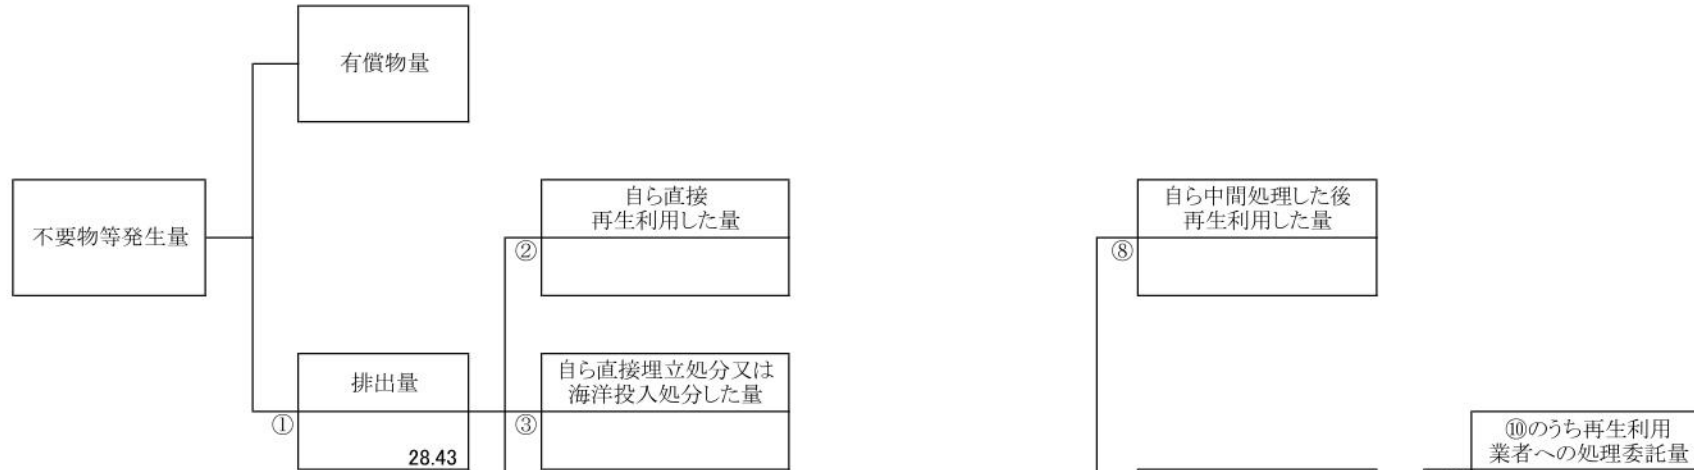 有償物量
不要物等発生量
自ら直接
再生利用した量
②
自ら中間処理した後
再生利用した量
⑧
排出量
①
28.43
自ら直接埋立処分又は
海洋投入処分した量
③
⑩のうち再生利用
業者への処理委託量